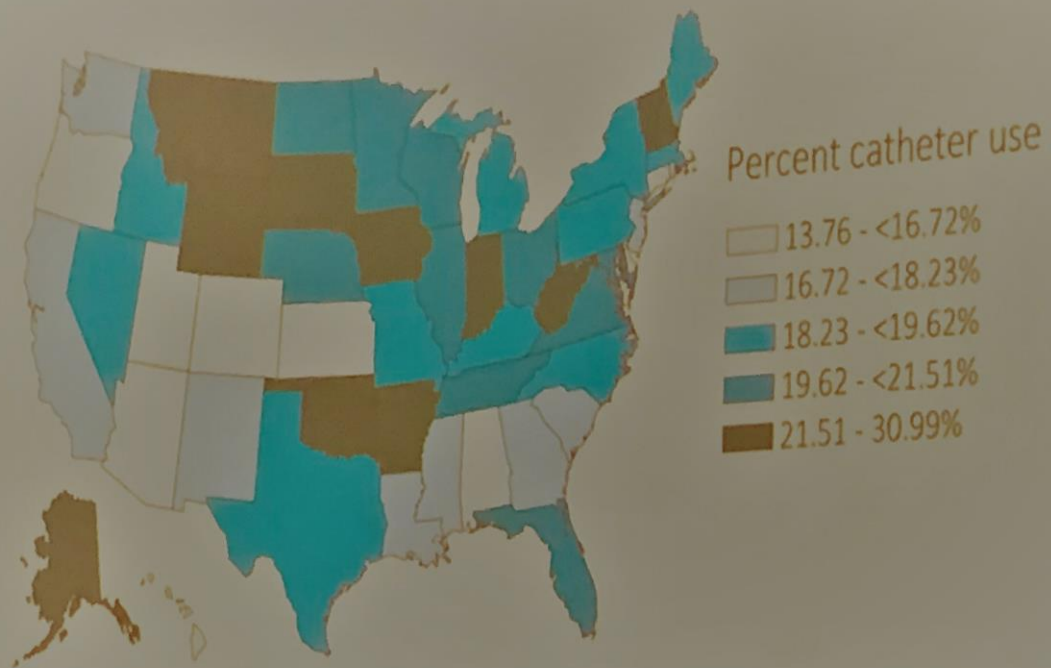 Percent catheter use
13.76 - <16.72%
16.72 - <18.23%
18.23 - <19.62%
19.62 - <21.51%
21.51 - 30.99%